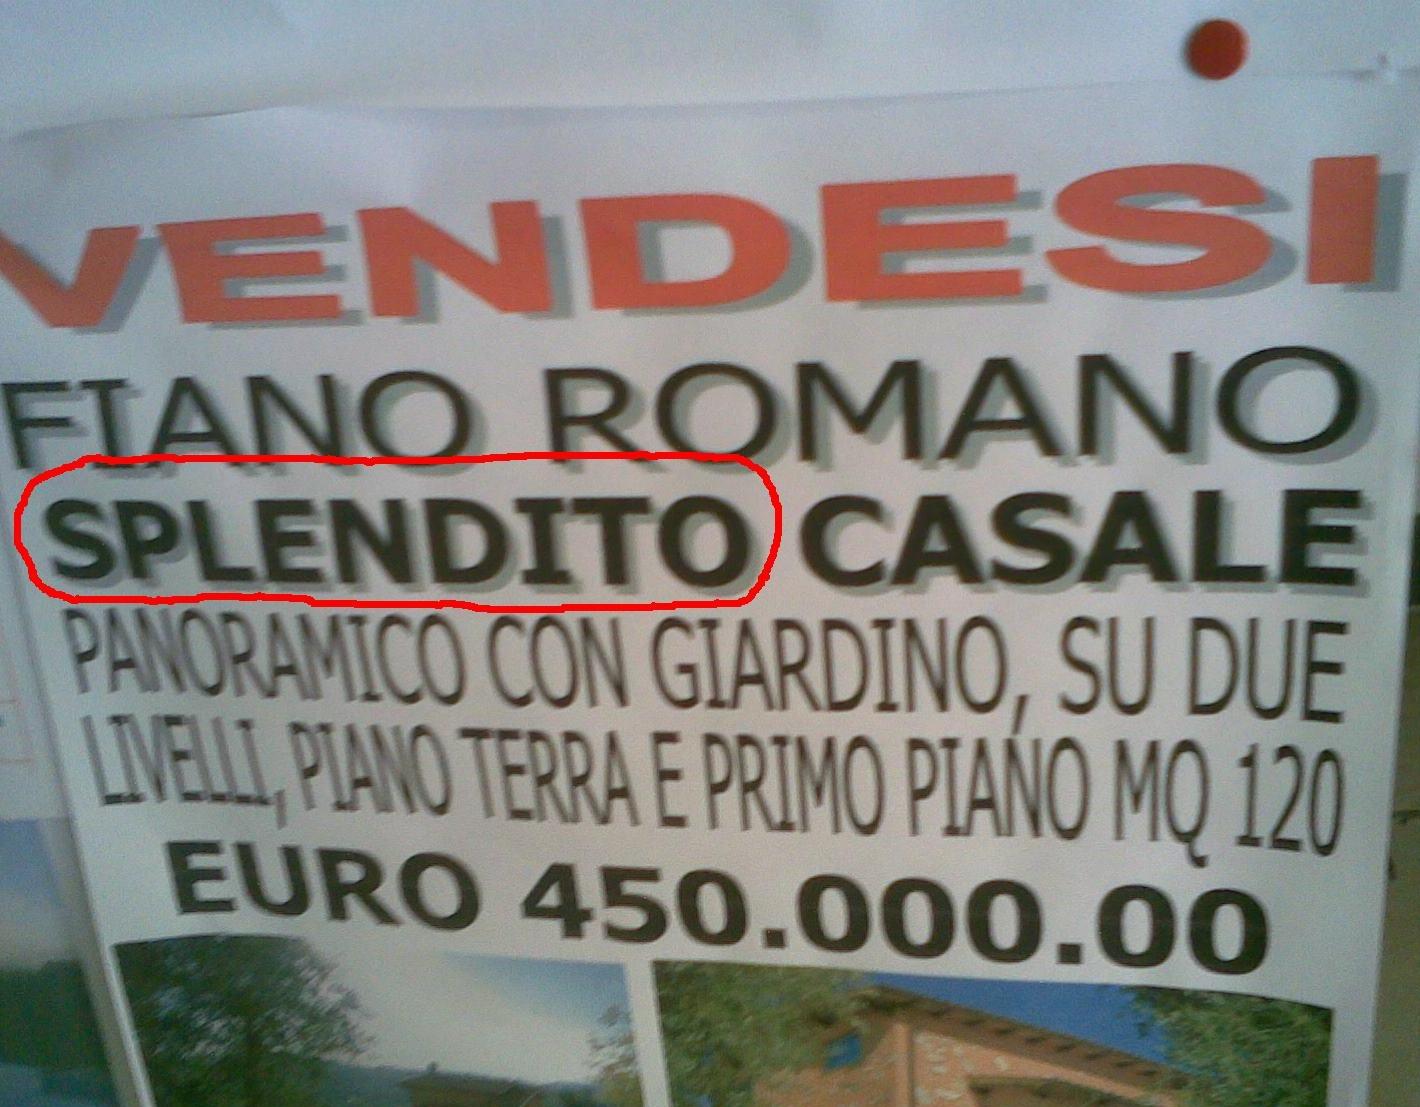 VENDESI
FIANO ROMANO
SPLENDITO CASALE
PANORAMICO CON GIARDINO, SU DUE
LIVELLI, PIANO TERRA E PRIMO PIANO MQ 120
EURO 450.000.00